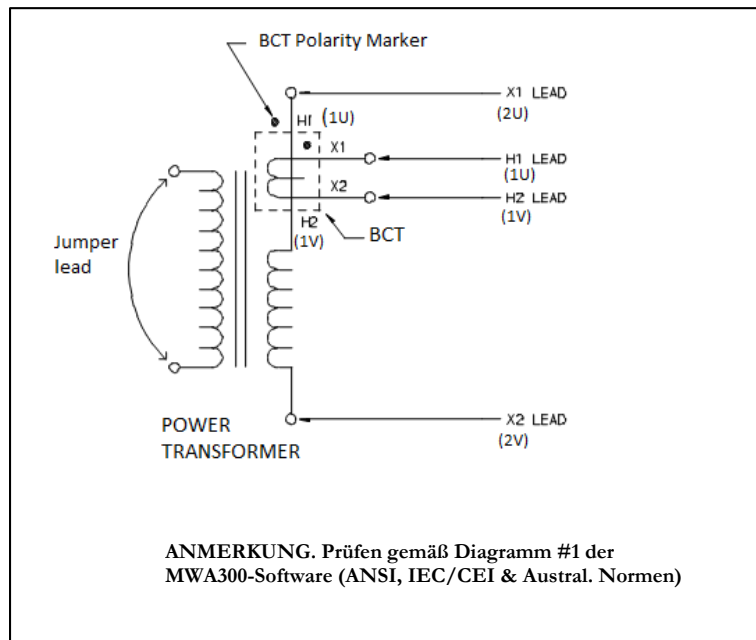 BCT Polarity Marker
X1 LEAD
(2U)
H1 (1U)
X1
H1 LEAD
(1U)
X2
H2 LEAD
(1V)
H2
(1V)
BCT
Jumper
lead
X2 LEAD
(2V)
POWER
TRANSFORMER
ANMERKUNG. Prüfen gemäß Diagramm #1 der
MWA300-Software (ANSI, IEC/CEI & Austral. Normen)